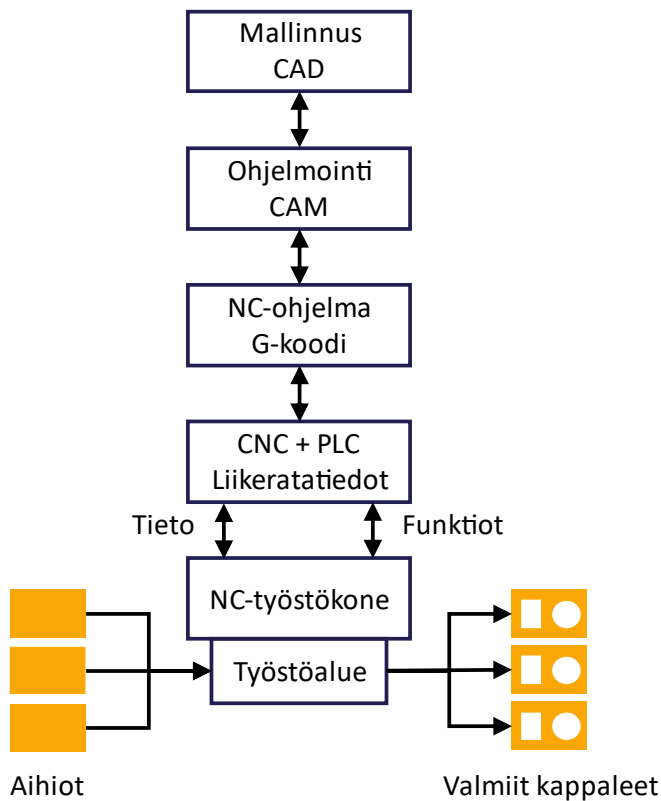 Mallinnus
CAD
Ohjelmointi
CAM
NC-ohjelma
G-koodi
CNC + PLC
Liikeratatiedot
Tieto
Funktiot
NC-työstökone
Työstöalue
Aihiot
Valmiit kappaleet